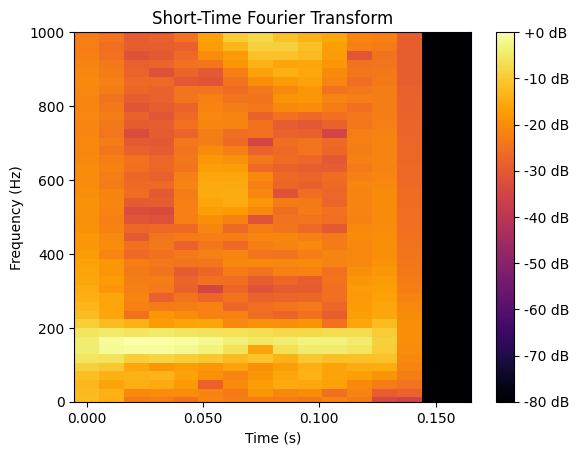 Short-Time Fourier Transform
1000
800
600
400
200
0
Frequency (Hz)
0.000
0.050
0.100
0.150
Time (s)
+0 dB
-10 dB
-20 dB
-30 dB
-40 dB
-50 dB
-60 dB
-70 dB
-80 dB